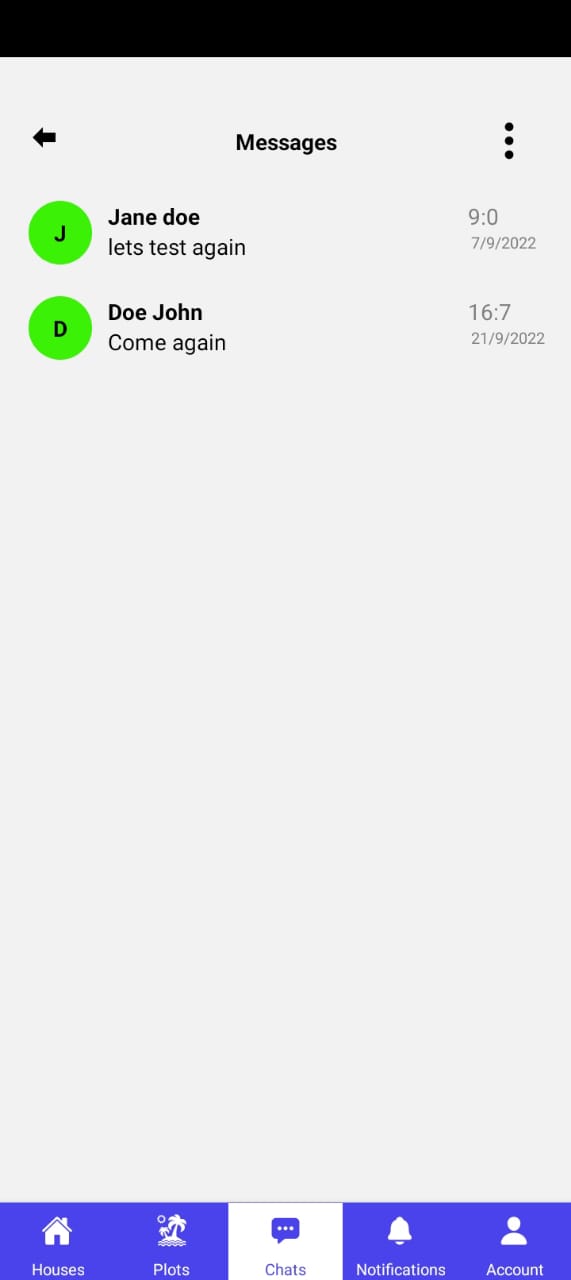 Messages
J
Jane doe
9:0
lets test again
7/9/2022
D
Doe John
16:7
Come again
21/9/2022
Houses
Plots
Chats
Notifications
Account